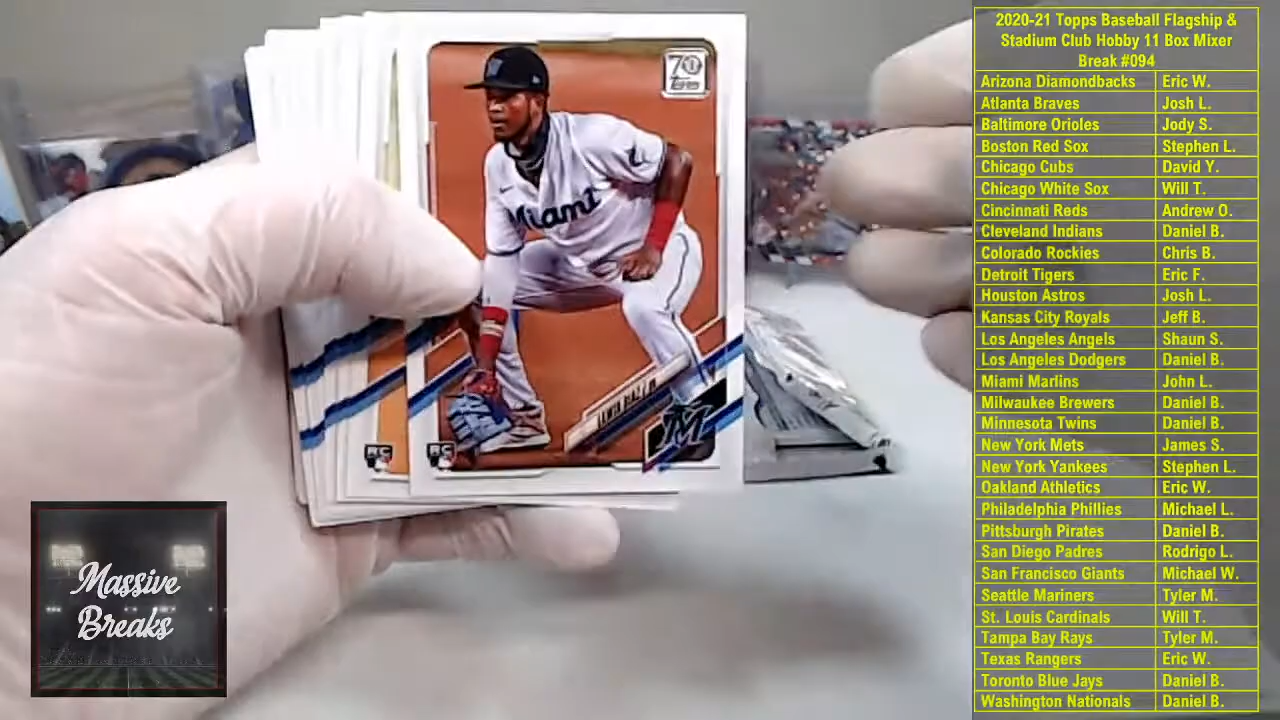 2020-21 Topps Baseball Flagship &
Stadium Club Hobby 11 Box Mixer
Break #094
Arizona Diamondbacks Eric W.
Atlanta Braves Josh L.
Baltimore Orioles Jody S.
Boston Red Sox Stephen L.
Chicago Cubs David Y.
Chicago White Sox Will T.
Cincinnati Reds Andrew O.
Cleveland Indians Daniel B.
Colorado Rockies Chris B.
Detroit Tigers Eric F.
Houston Astros Josh L.
Kansas City Royals Jeff B.
Los Angeles Angels Shaun S.
Los Angeles Dodgers Daniel B.
Miami Marlins John L.
Milwaukee Brewers Daniel B.
Minnesota Twins Daniel B.
New York Mets James S.
New York Yankees Stephen L.
Oakland Athletics Eric W.
Philadelphia Phillies Michael L.
Pittsburgh Pirates Daniel B.
San Diego Padres Rodrigo L.
San Francisco Giants Michael W.
Seattle Mariners Tyler M.
St. Louis Cardinals Will T.
Tampa Bay Rays Tyler M.
Texas Rangers Eric W.
Toronto Blue Jays Daniel B.
Washington Nationals Daniel B.
70
Topps
Miami
LEWIN DIAZ
M
RC
RC
Massive
Breaks